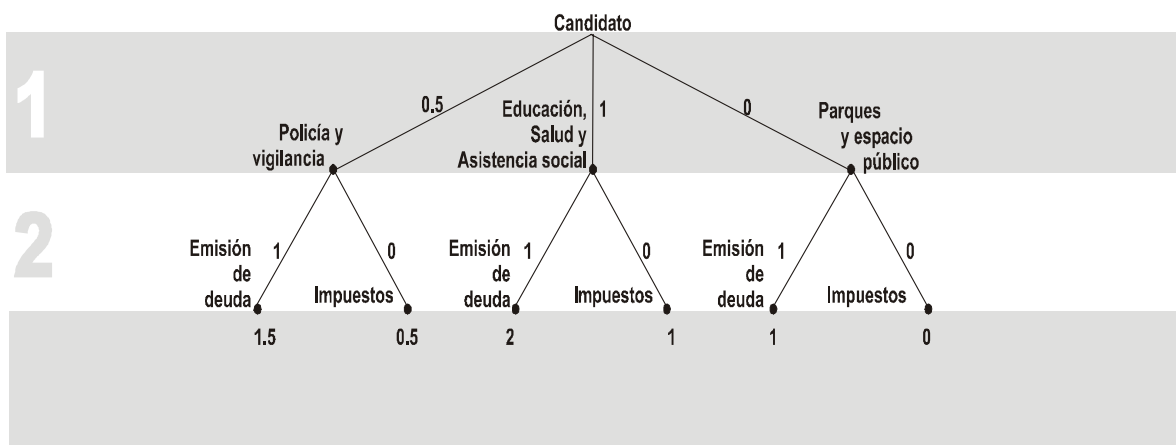 Candidato
1
0.5
Educación,
Salud y
Asistencia social
1
0
Parques
y espacio
público
Policía y
vigilancia
2
Emisión
de
deuda
1
0
Impuestos
Emisión
de
deuda
1
0
Impuestos
Emisión
de
deuda
1
0
Impuestos
1.5
0.5
2
1
1
0